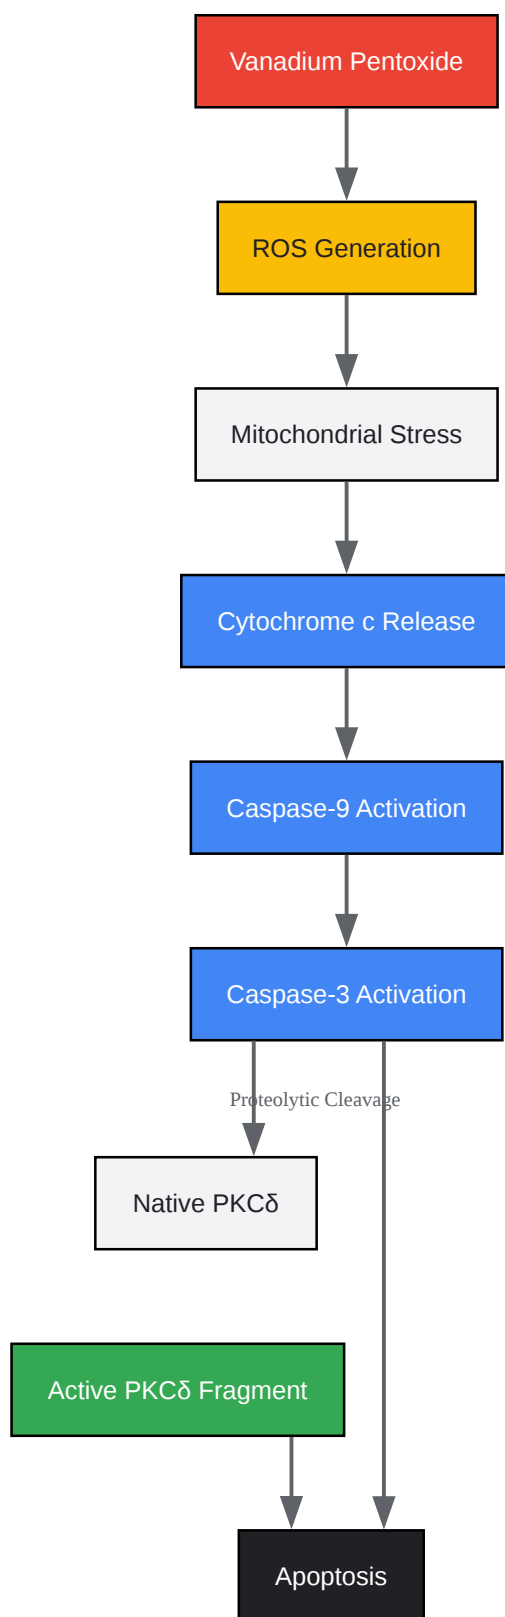 Vanadium Pentoxide
ROS Generation
Mitochondrial Stress
Cytochrome c Release
Caspase-9 Activation
Caspase-3 Activation
Proteolytic Cleavage
Native PKCδ
Active PKCδ Fragment
Apoptosis